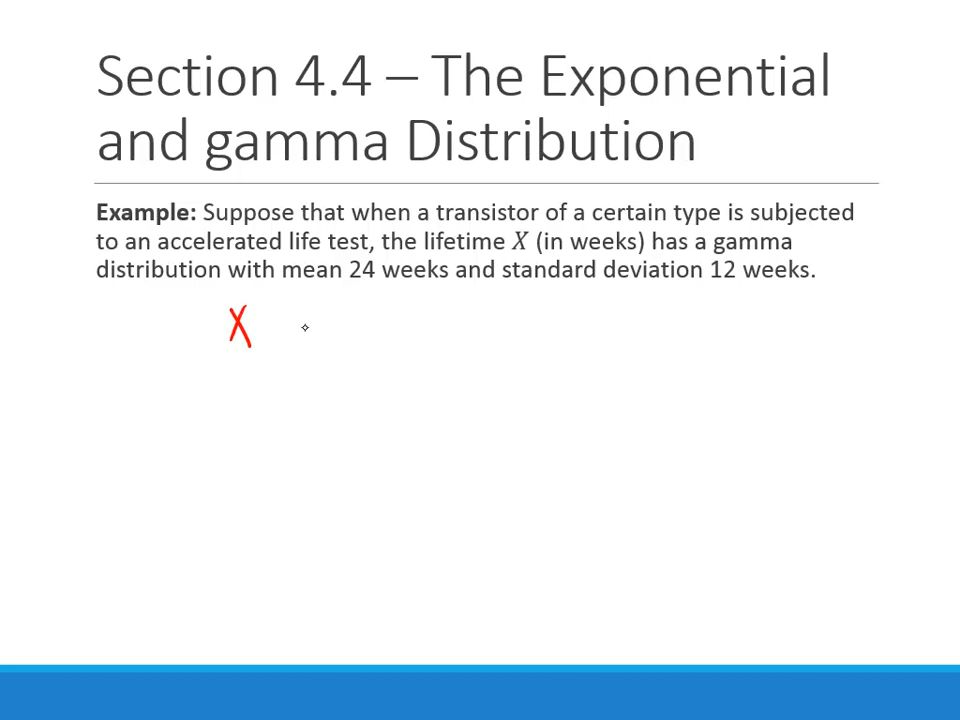 Section 4.4 – The Exponential
and gamma Distribution
Example: Suppose that when a transistor of a certain type is subjected
to an accelerated life test, the lifetime X (in weeks) has a gamma
distribution with mean 24 weeks and standard deviation 12 weeks.
X